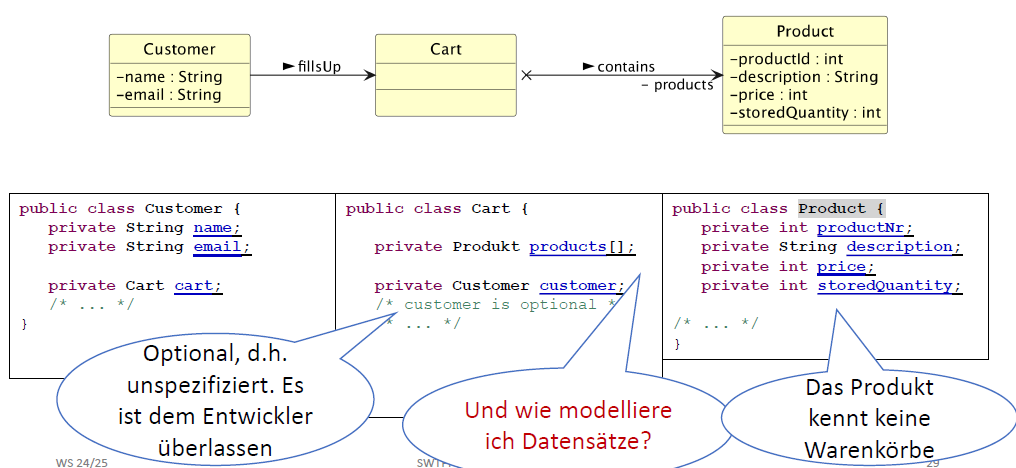 Customer
-name : String
-email : String
fillsUp
Cart
contains
- products
Product
-productId : int
-description : String
-price : int
-storedQuantity : int
public class Customer {
private String name;
private String email;
private Cart cart;
/* ... */
}
public class Cart {
private Produkt products[];
private Customer customer;
/* customer is optional *
* ... */
public class Product {
private int productNr;
private String description;
private int price;
private int storedQuantity;
/* ... */
}
Optional, d.h.
unspezifiziert. Es
ist dem Entwickler
überlassen
Und wie modelliere
ich Datensätze?
Das Produkt
kennt keine
Warenkörbe
WS 24/25
29